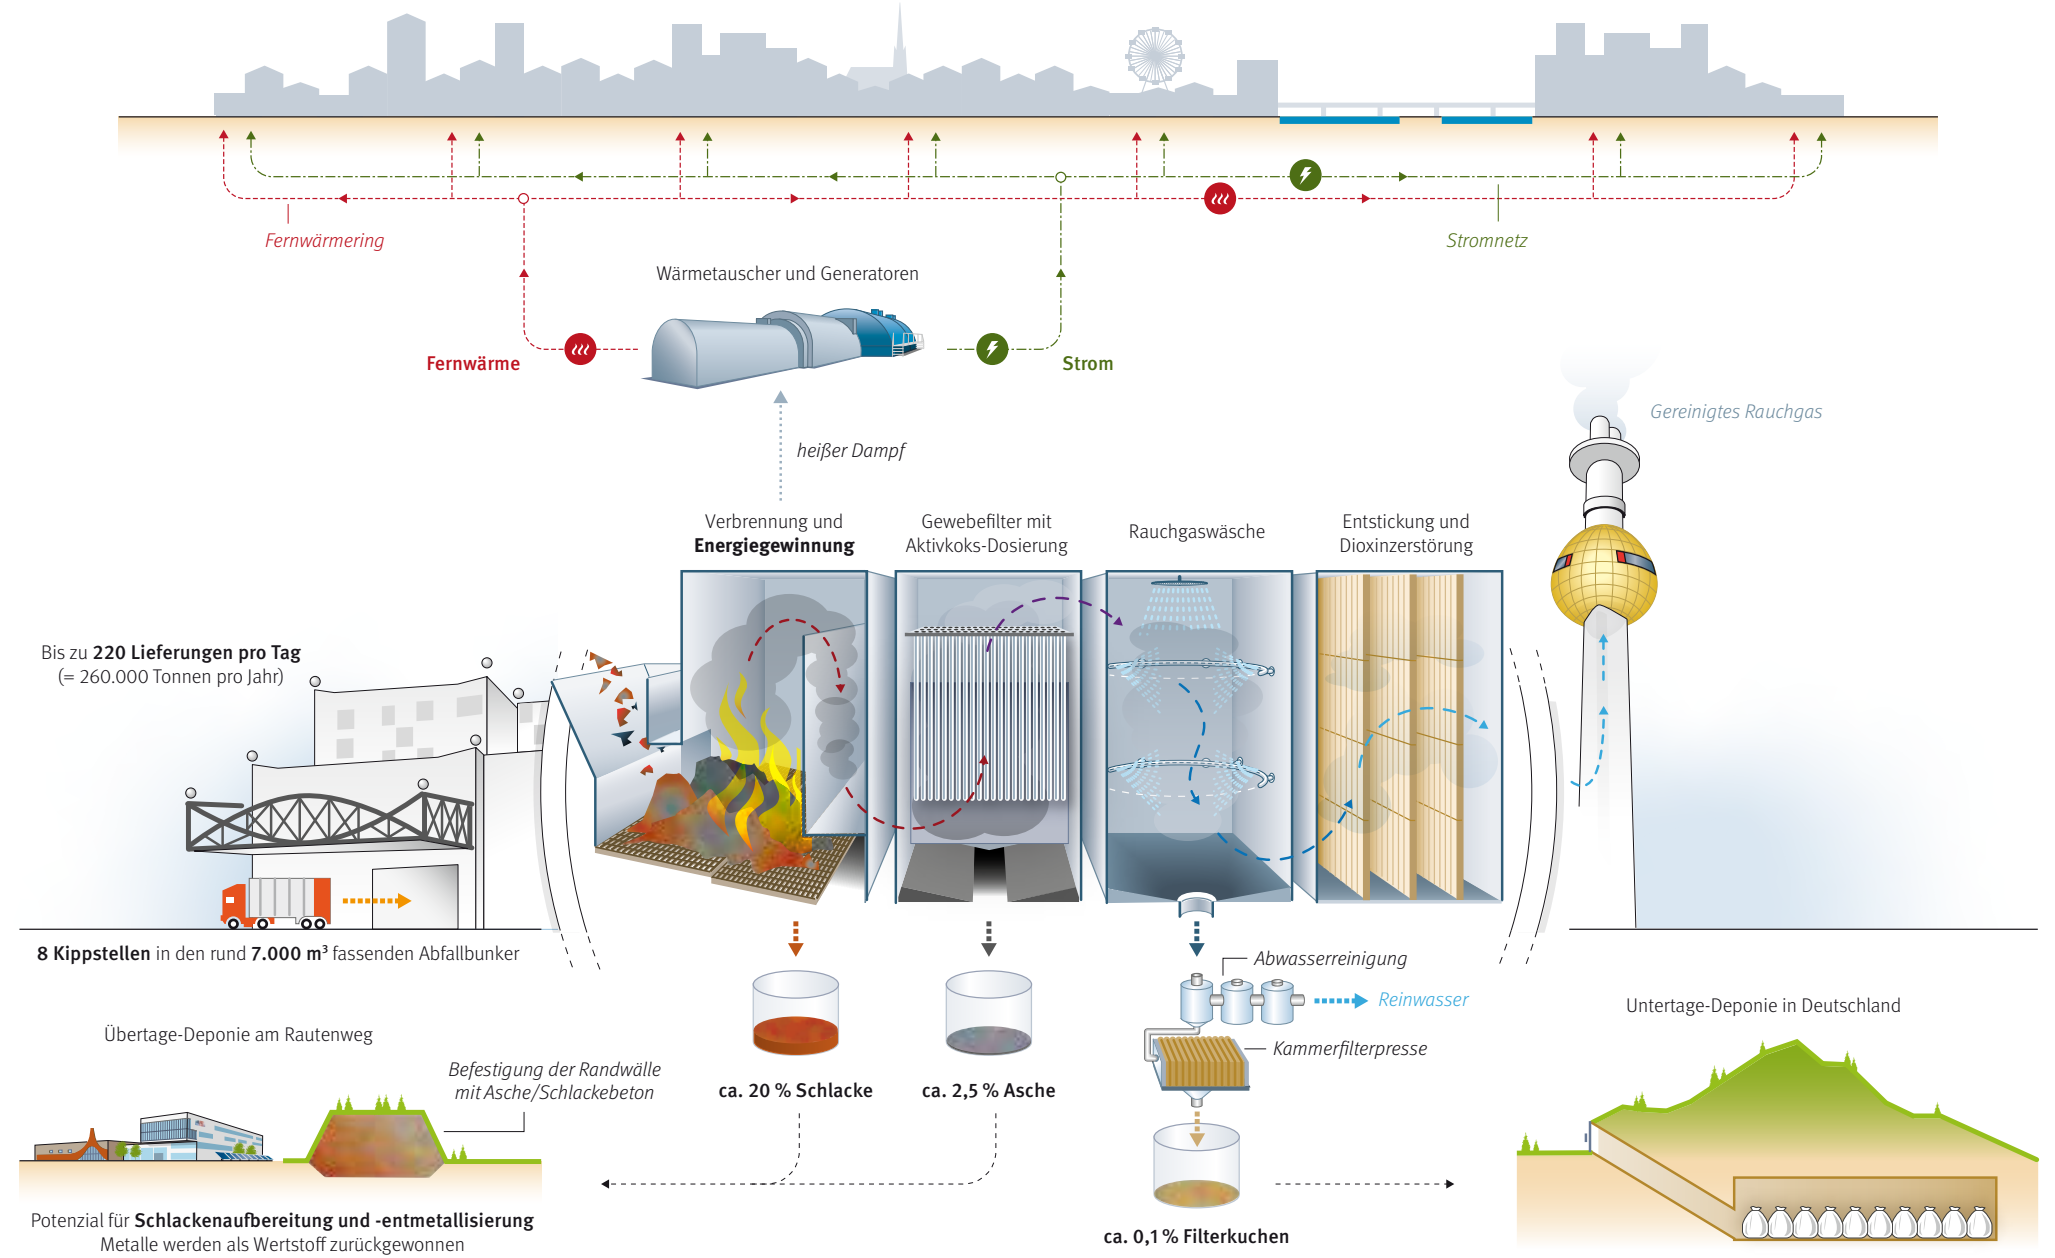 Fernwärmering
Stromnetz
Wärmetauscher und Generatoren
Fernwärme
Strom
Gereinigtes Rauchgas
heißer Dampf
Verbrennung und
Energiegewinnung
Gewebefilter mit
Aktivkoks-Dosierung
Rauchgaswäsche
Entstickung und
Dioxinzerstörung
Bis zu 220 Lieferungen pro Tag
(= 260.000 Tonnen pro Jahr)
8 Kippstellen in den rund 7.000 m³ fassenden Abfallbunker
Abwasserreinigung
Reinwasser
Kammerfilterpresse
Untertage-Deponie in Deutschland
Übertage-Deponie am Rautenweg
Befestigung der Randwälle
mit Asche/Schlackebeton
ca. 20 % Schlacke
ca. 2,5 % Asche
Potenzial für Schlackenaufbereitung und -entmetallisierung
Metalle werden als Wertstoff zurückgewonnen
ca. 0,1 % Filterkuchen